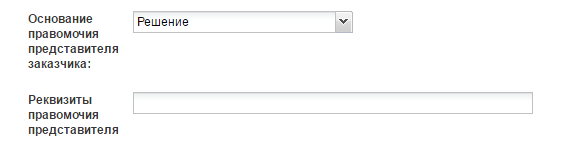 Основание
правомочия
представителя
заказчика:
Решение
Реквизиты
правомочия
представителя